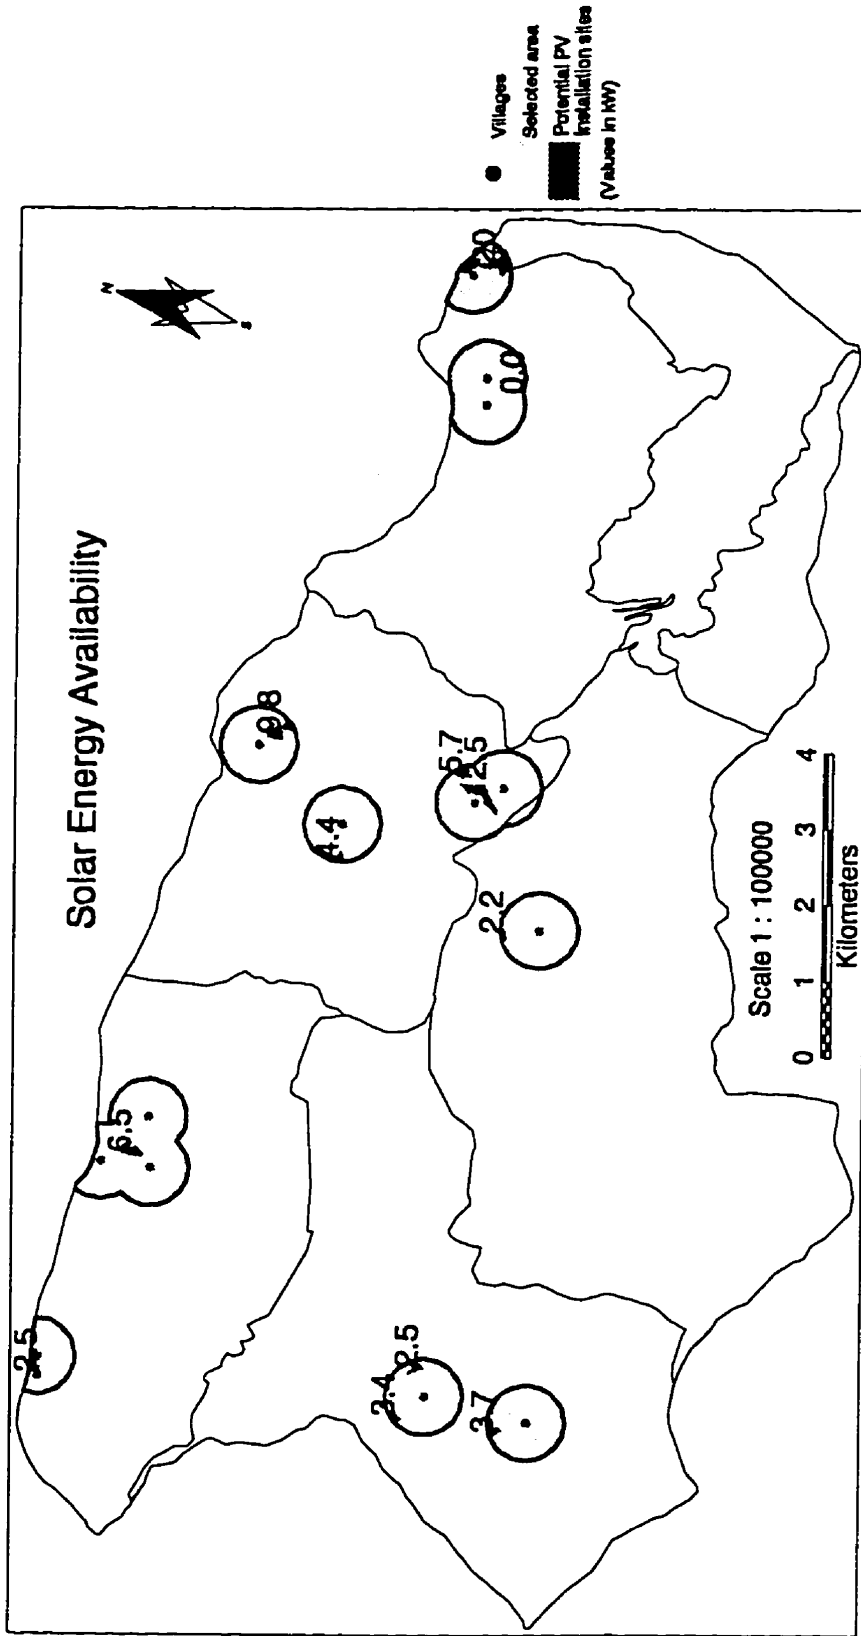 Solar Energy Availability
N
S
2.5
6.5
9.8
4.4
5.7
2.2
0.0
3.4
2.5
3.7
Scale 1 : 100000
0 1 2 3 4
Kilometers
Villages
Selected area
Potential PV
Installation sites
(Values in kW)